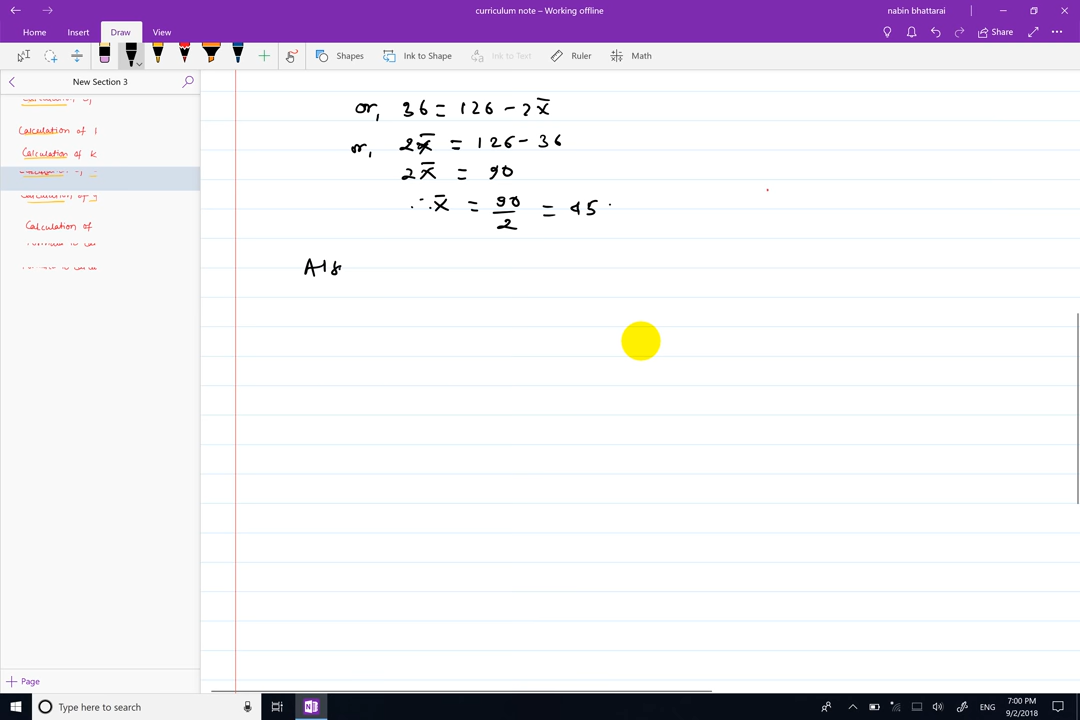 curriculum note – Working offline
nabin bhattarai
Home Insert Draw View
Share
Shapes Ink to Shape Ink to Text Ruler Math
New Section 3
Calculation of
Calculation of k
Calculation of
or, 36 = 126 - 2x̄
or, 2x̄ = 126 - 36
2x̄ = 90
∴ x̄ = 90/2 = 45.
Als
+ Page
Type here to search
ENG
7:00 PM
9/2/2018